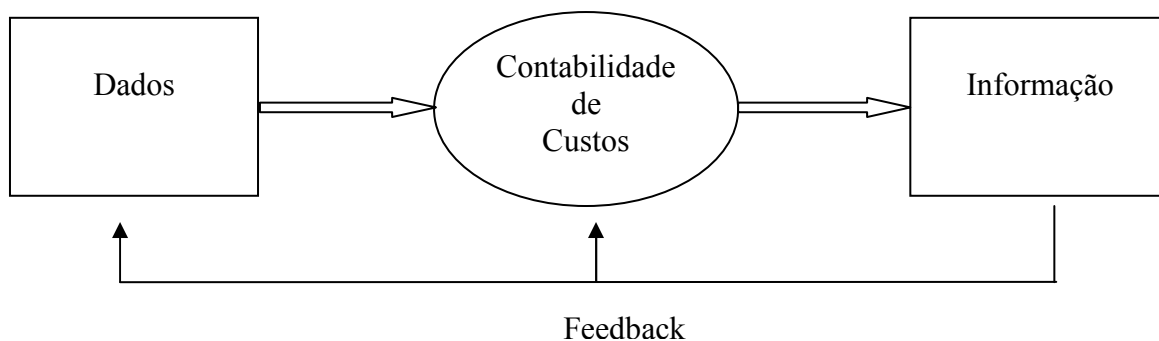 Dados
Contabilidade
de
Custos
Informação
Feedback